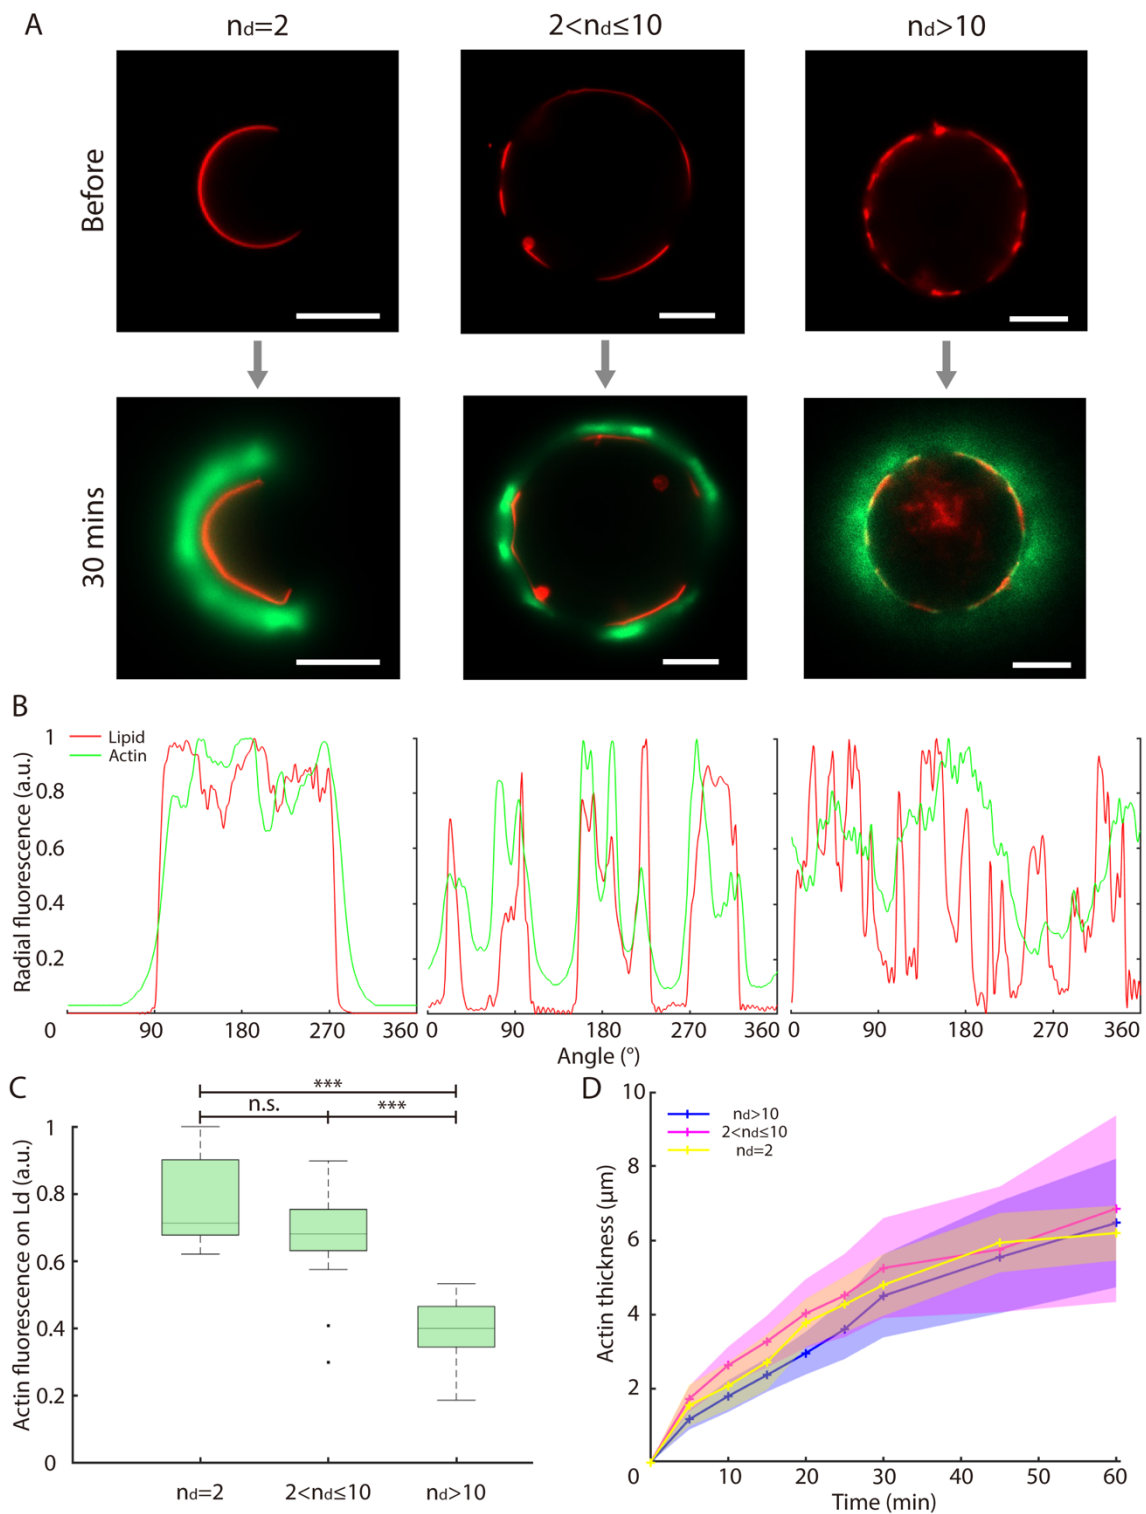 A
nd=2
2<nd≤10
nd>10
Before
30 mins
B
Lipid
Actin
Radial fluorescence (a.u.)
1
0.8
0.6
0.4
0.2
0 90 180 270 360
0 90 180 270 360
0 90 180 270 360
Angle (°)
C
***
n.s.
***
Actin fluorescence on Ld (a.u.)
1
0.8
0.6
0.4
0.2
0
nd=2
2<nd≤10
nd>10
D
nd>10
2<nd≤10
nd=2
Actin thickness (μm)
10
8
6
4
2
0
10 20 30 40 50 60
Time (min)